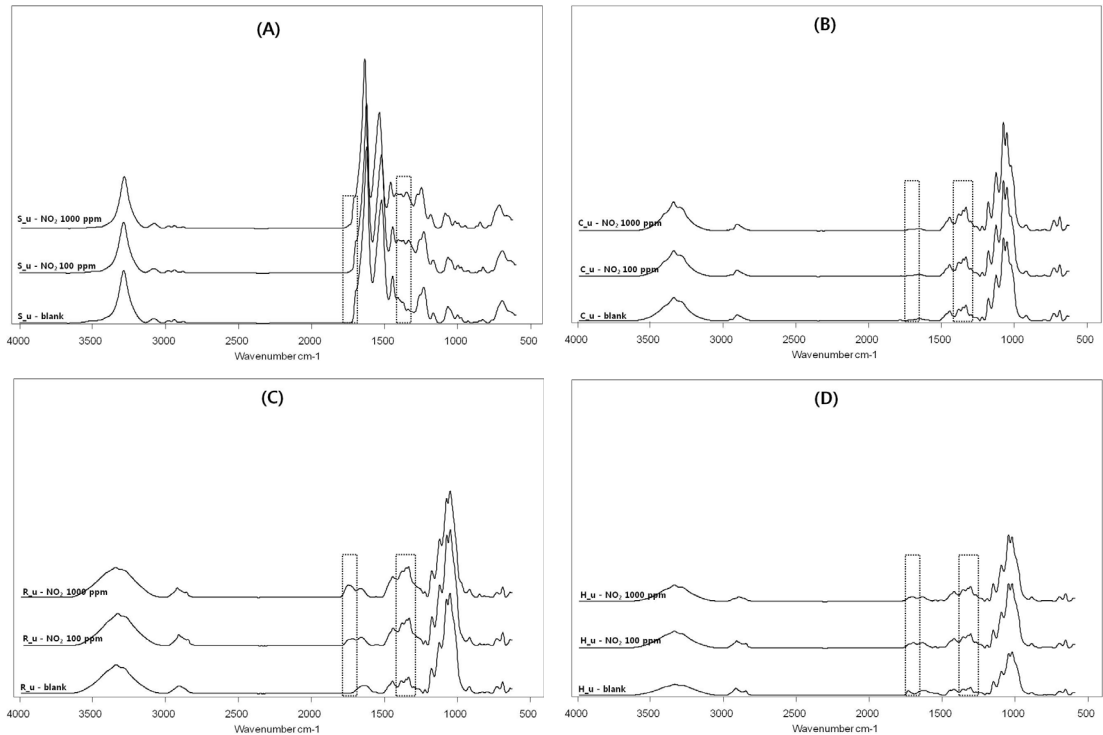 (A)
S_u - NO₂ 1000 ppm
S_u - NO₂ 100 ppm
S_u - blank
4000 3500 3000 2500 2000 1500 1000 500
Wavenumber cm-1
(B)
C_u - NO₂ 1000 ppm
C_u - NO₂ 100 ppm
C_u - blank
4000 3500 3000 2500 2000 1500 1000 500
Wavenumber cm-1
(C)
R_u - NO₂ 1000 ppm
R_u - NO₂ 100 ppm
R_u - blank
4000 3500 3000 2500 2000 1500 1000 500
Wavenumber cm-1
(D)
H_u - NO₂ 1000 ppm
H_u - NO₂ 100 ppm
H_u - blank
4000 3500 3000 2500 2000 1500 1000 500
Wavenumber cm-1